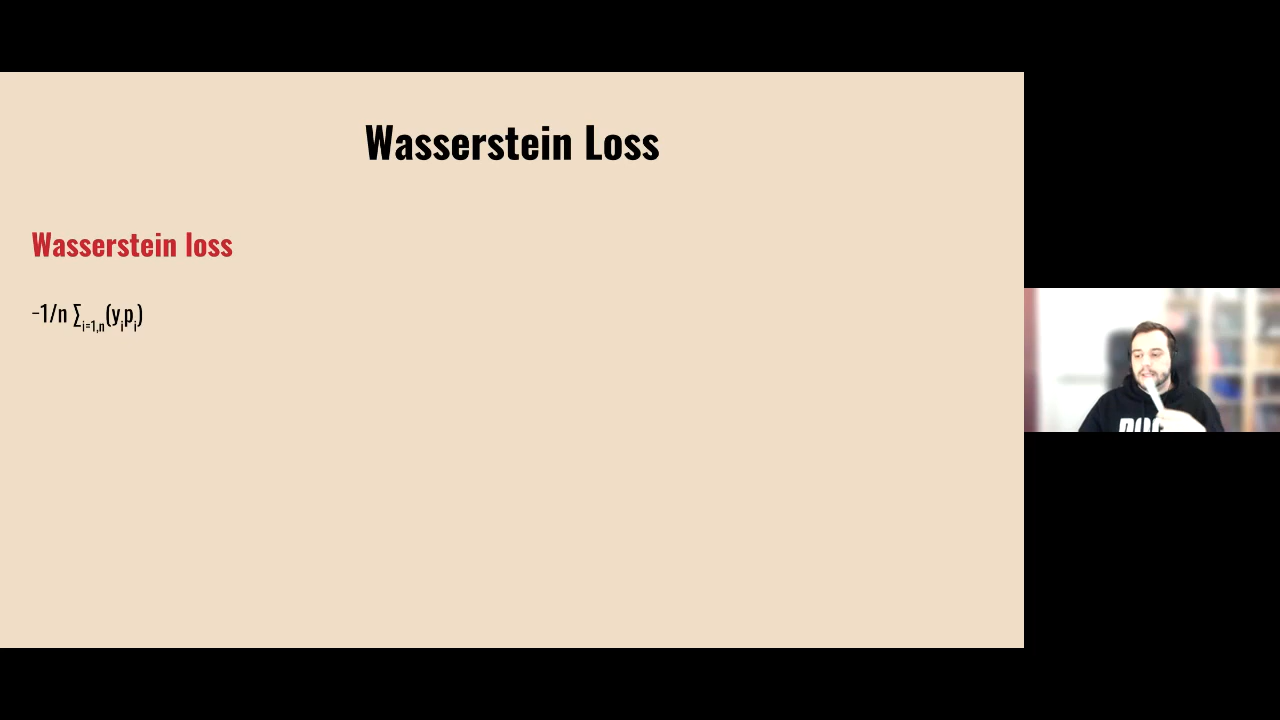 Wasserstein Loss
Wasserstein loss
−1/n ∑i=1,n(yipi)